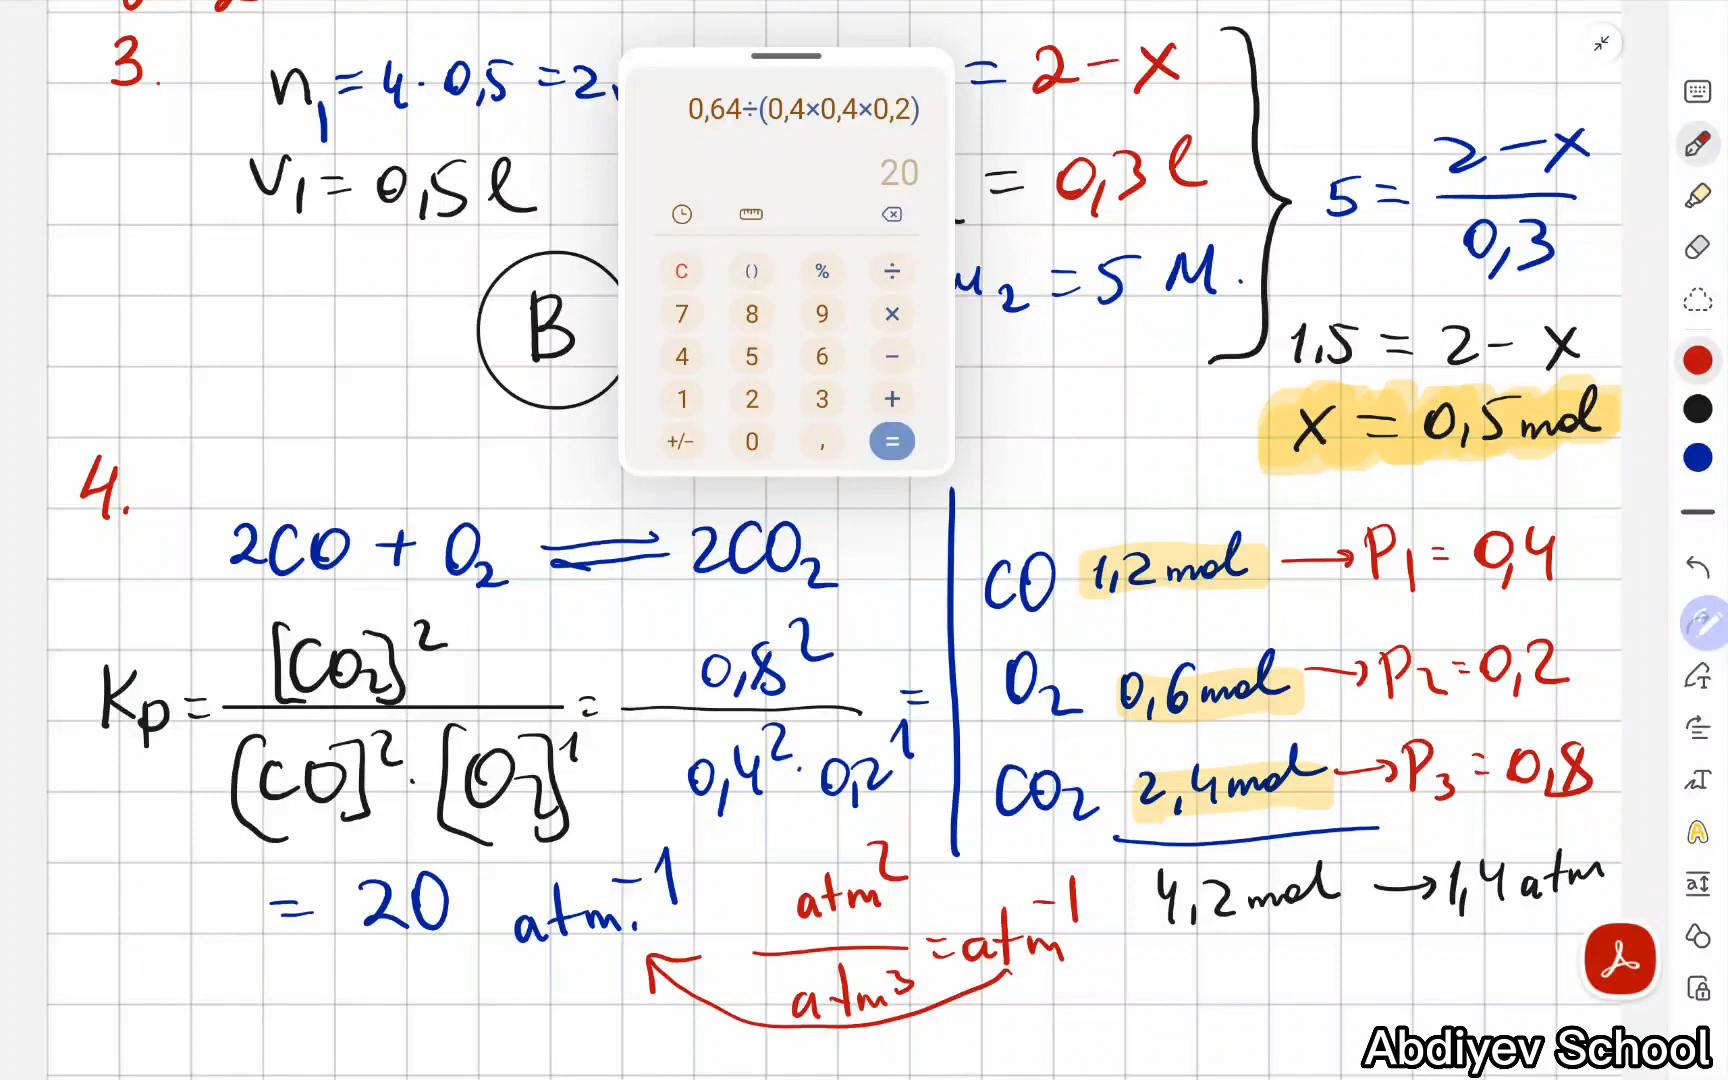 3.
n₁ = 4 · 0,5 = 2,
= 2 - x
V₁ = 0,5 l
= 0,3 l
= 5 M.
5 = (2 - x) / 0,3
B
1,5 = 2 - x
x = 0,5 mol
0,64÷(0,4×0,4×0,2)
20
C () % ÷
7 8 9 ×
4 5 6 −
1 2 3 +
+/− 0 , =
4.
2CO + O₂ ⇌ 2CO₂
Kp = [CO₂]² / [CO]² · [O₂]¹ = 0,8² / 0,4² · 0,2¹ =
= 20 atm.⁻¹
atm² / atm³ = atm⁻¹
CO 1,2 mol → P₁ = 0,4
O₂ 0,6 mol → P₂ = 0,2
CO₂ 2,4 mol → P₃ = 0,8
4,2 mol → 1,4 atm
Abdiyev School